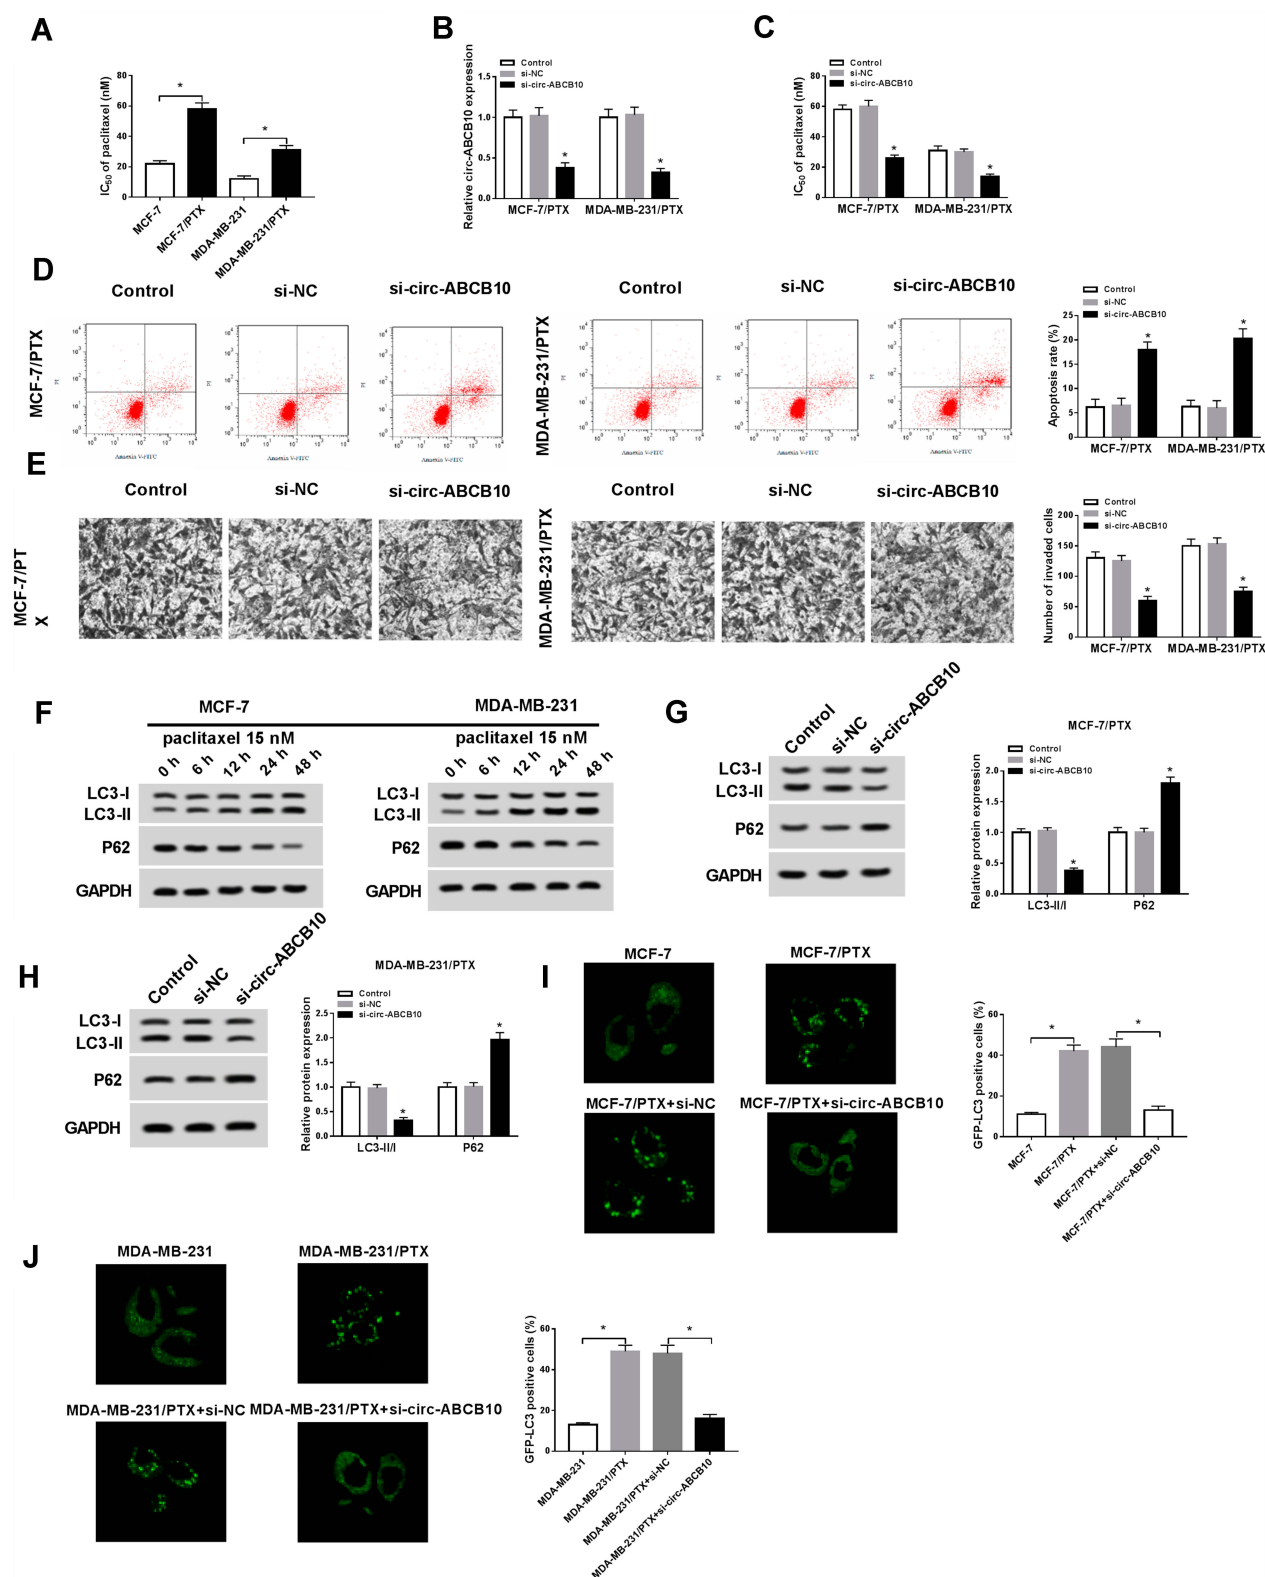 A
IC50 of paclitaxel (nM)
80
60
40
20
0
*
*
MCF-7
MCF-7/PTX
MDA-MB-231
MDA-MB-231/PTX
B
Control
si-NC
si-circ-ABCB10
Relative circ-ABCB10 expression
1.5
1.0
0.5
0.0
*
*
MCF-7/PTX
MDA-MB-231/PTX
C
Control
si-NC
si-circ-ABCB10
IC50 of paclitaxel (nM)
80
60
40
20
0
*
*
MCF-7/PTX
MDA-MB-231/PTX
D
Control
si-NC
si-circ-ABCB10
MCF-7/PTX
Annexin V-FITC
Annexin V-FITC
Annexin V-FITC
Control
si-NC
si-circ-ABCB10
MDA-MB-231/PTX
Annexin V-FITC
Annexin V-FITC
Annexin V-FITC
Control
si-NC
si-circ-ABCB10
Apoptosis rate (%)
25
20
15
10
5
0
*
*
MCF-7/PTX
MDA-MB-231/PTX
E
Control
si-NC
si-circ-ABCB10
MCF-7/PT
X
Control
si-NC
si-circ-ABCB10
MDA-MB-231/PTX
Control
si-NC
si-circ-ABCB10
Number of invaded cells
200
150
100
50
0
*
*
MCF-7/PTX
MDA-MB-231/PTX
F
MCF-7
MDA-MB-231
paclitaxel 15 nM
0 h
6 h
12 h
24 h
48 h
LC3-I
LC3-II
P62
GAPDH
paclitaxel 15 nM
0 h
6 h
12 h
24 h
48 h
LC3-I
LC3-II
P62
GAPDH
G
Control
si-NC
si-circ-ABCB10
LC3-I
LC3-II
P62
GAPDH
MCF-7/PTX
Control
si-NC
si-circ-ABCB10
Relative protein expression
2.0
1.5
1.0
0.5
0.0
*
*
LC3-II/I
P62
H
Control
si-NC
si-circ-ABCB10
LC3-I
LC3-II
P62
GAPDH
MDA-MB-231/PTX
Control
si-NC
si-circ-ABCB10
Relative protein expression
2.5
2.0
1.5
1.0
0.5
0.0
*
*
LC3-II/I
P62
I
MCF-7
MCF-7/PTX
MCF-7/PTX+si-NC
MCF-7/PTX+si-circ-ABCB10
GFP-LC3 positive cells (%)
60
40
20
0
*
*
MCF-7
MCF-7/PTX
MCF-7/PTX+si-NC
MCF-7/PTX+si-circ-ABCB10
J
MDA-MB-231
MDA-MB-231/PTX
MDA-MB-231/PTX+si-NC
MDA-MB-231/PTX+si-circ-ABCB10
GFP-LC3 positive cells (%)
60
40
20
0
*
*
MDA-MB-231
MDA-MB-231/PTX
MDA-MB-231/PTX+si-NC
MDA-MB-231/PTX+si-circ-ABCB10